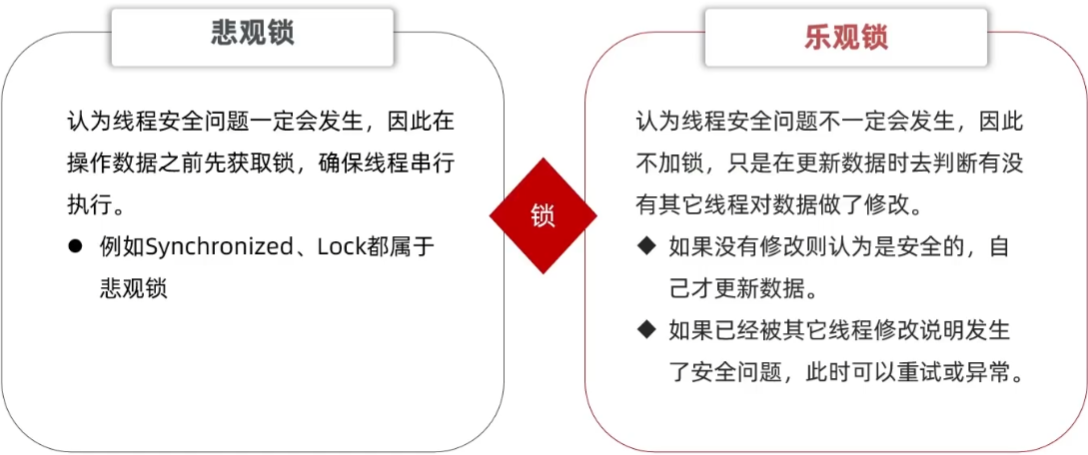 悲观锁
认为线程安全问题一定会发生，因此在
操作数据之前先获取锁，确保线程串行
执行。
● 例如Synchronized、Lock都属于
悲观锁
锁
乐观锁
认为线程安全问题不一定会发生，因此
不加锁，只是在更新数据时去判断有没
有其它线程对数据做了修改。
◆ 如果没有修改则认为是安全的，自
己才更新数据。
◆ 如果已经被其它线程修改说明发生
了安全问题，此时可以重试或异常。